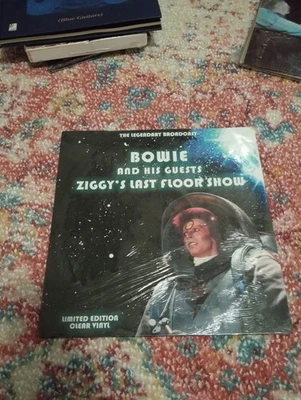 THE LEGENDARY BROADCAST
BOWIE
AND HIS GUESTS
ZIGGY'S LAST FLOOR SHOW
LIMITED EDITION
CLEAR VINYL